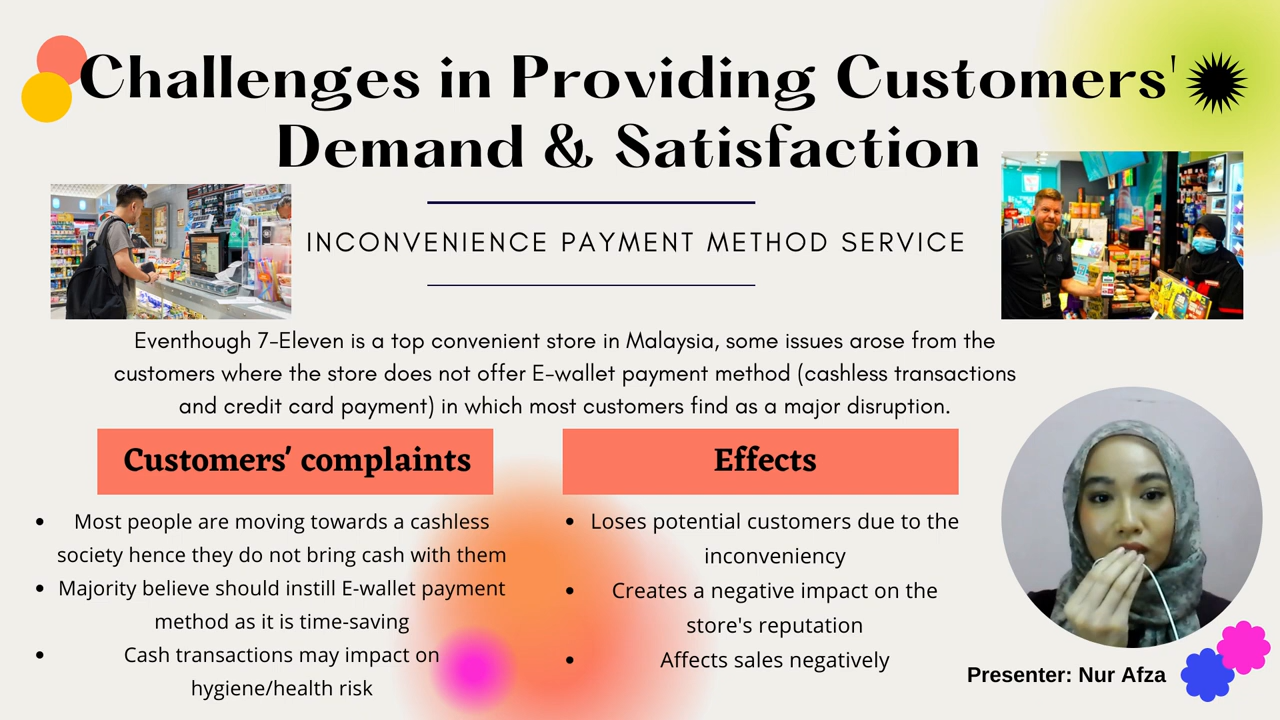 Challenges in Providing Customers'
Demand & Satisfaction
INCONVENIENCE PAYMENT METHOD SERVICE
Eventhough 7-Eleven is a top convenient store in Malaysia, some issues arose from the
customers where the store does not offer E-wallet payment method (cashless transactions
and credit card payment) in which most customers find as a major disruption.
Customers' complaints
• Most people are moving towards a cashless
society hence they do not bring cash with them
• Majority believe should instill E-wallet payment
method as it is time-saving
• Cash transactions may impact on
hygiene/health risk
Effects
• Loses potential customers due to the
inconveniency
• Creates a negative impact on the
store's reputation
• Affects sales negatively
Presenter: Nur Afza